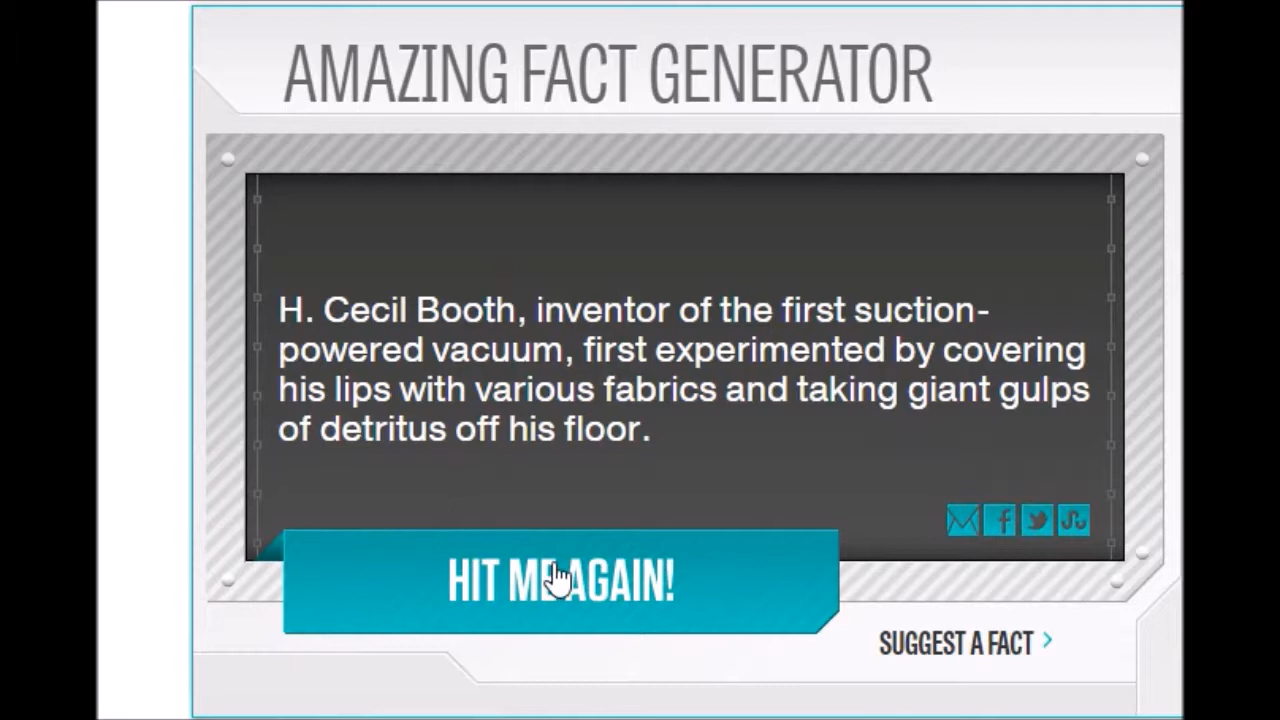 AMAZING FACT GENERATOR
H. Cecil Booth, inventor of the first suction-
powered vacuum, first experimented by covering
his lips with various fabrics and taking giant gulps
of detritus off his floor.
HIT ME AGAIN!
SUGGEST A FACT >